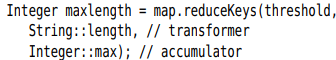 Integer maxlength = map.reduceKeys(threshold,
String::length, // transformer
Integer::max); // accumulator